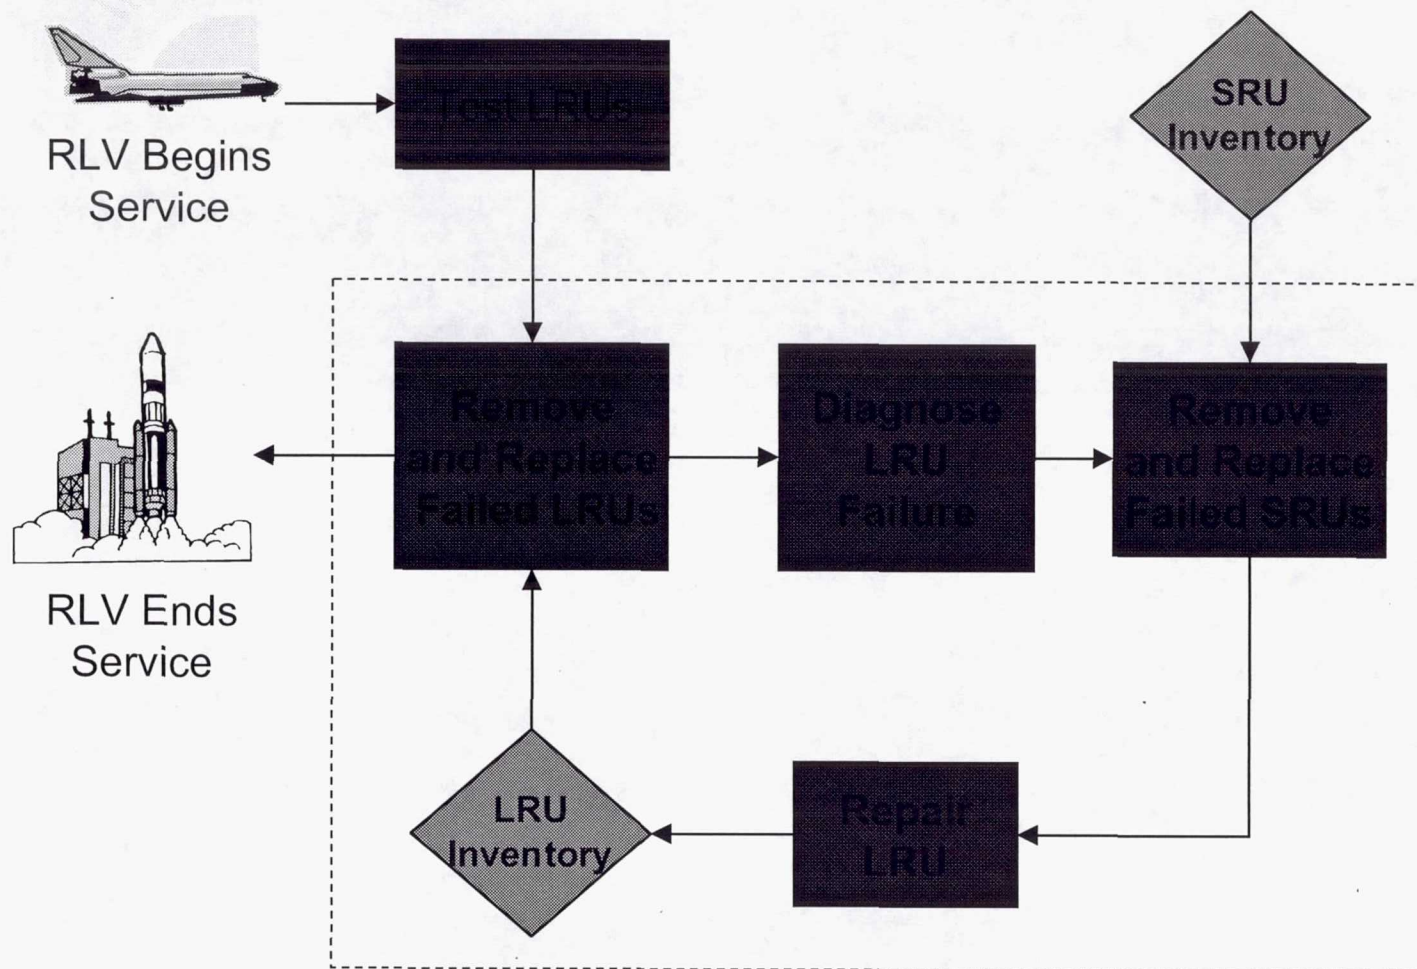 Test LRUs
SRU
Inventory
RLV Begins
Service
Remove
and Replace
Failed LRUs
Diagnose
LRU
Failure
Remove
and Replace
Failed SRUs
RLV Ends
Service
LRU
Inventory
Repair
LRU